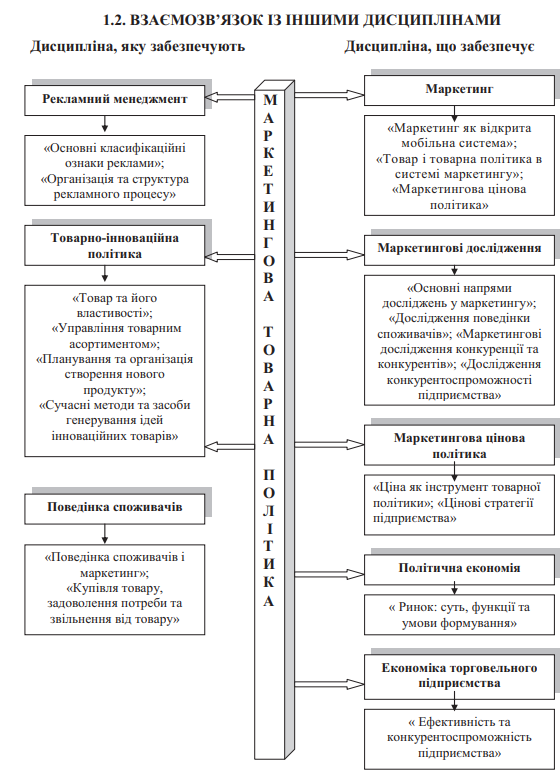 1.2. ВЗАЄМОЗВ’ЯЗОК ІЗ ІНШИМИ ДИСЦИПЛІНАМИ
Дисципліна, яку забезпечують
Рекламний менеджмент
«Основні класифікаційні
ознаки реклами»;
«Організація та структура
рекламного процесу»
Товарно-інноваційна
політика
«Товар та його
властивості»;
«Управління товарним
асортиментом»;
«Планування та організація
створення нового
продукту»;
«Сучасні методи та засоби
генерування ідей
інноваційних товарів»
Поведінка споживачів
«Поведінка споживачів і
маркетинг»;
«Купівля товару,
задоволення потреби та
звільнення від товару»
МАРКЕТИНГОВА ТОВАРНА ПОЛІТИКА
Дисципліна, що забезпечує
Маркетинг
«Маркетинг як відкрита
мобільна система»;
«Товар і товарна політика в
системі маркетингу»;
«Маркетингова цінова
політика»
Маркетингові дослідження
«Основні напрями
досліджень у маркетингу»;
«Дослідження поведінки
споживачів»; «Маркетингові
дослідження конкуренції та
конкурентів»; «Дослідження
конкурентоспроможності
підприємства»
Маркетингова цінова
політика
«Ціна як інструмент товарної
політики»; «Цінові стратегії
підприємства»
Політична економія
« Ринок: суть, функції та
умови формування»
Економіка торговельного
підприємства
« Ефективність та
конкурентоспроможність
підприємства»